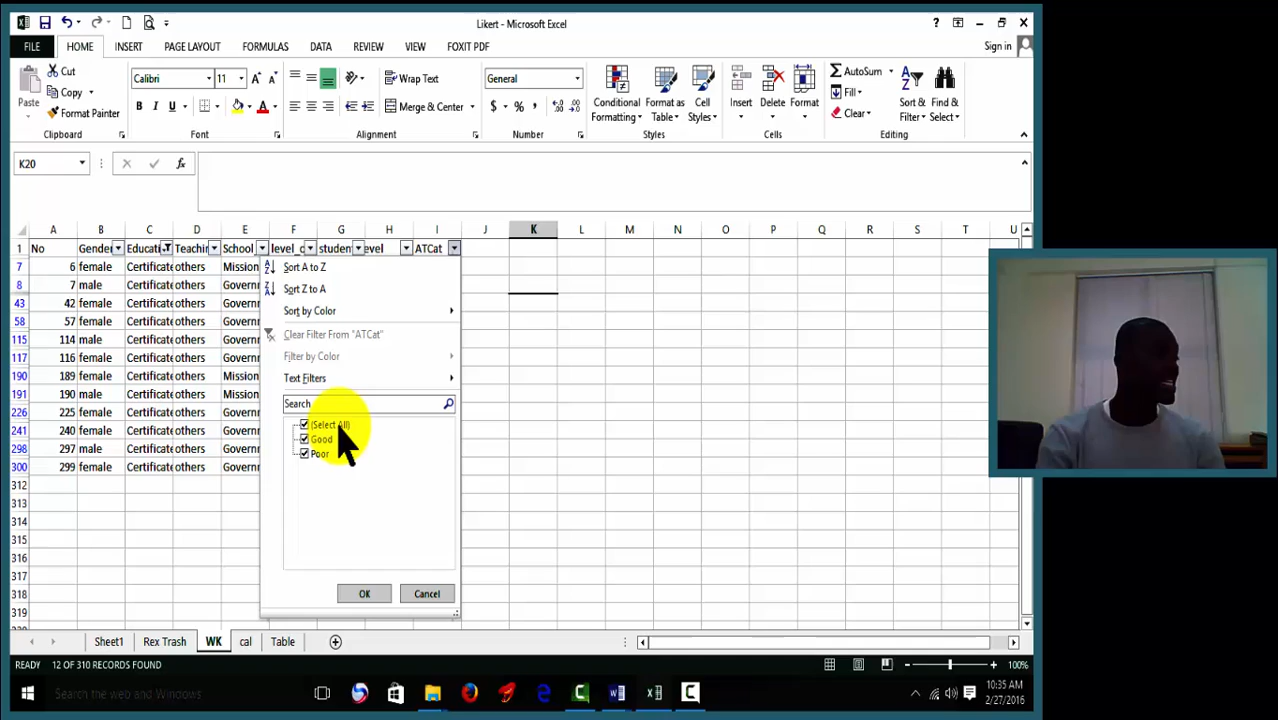 Likert - Microsoft Excel
FILE HOME INSERT PAGE LAYOUT FORMULAS DATA REVIEW VIEW FOXIT PDF Sign in
Cut Calibri 11 Wrap Text General AutoSum
Copy Fill
Paste Format Painter B I U Merge & Center $ % , Conditional Formatting Format as Table Cell Styles Insert Delete Format Clear Sort & Filter Find & Select
Clipboard Font Alignment Number Styles Cells Editing
K20 fx
A B C D E F G H I J K L M N O P Q R S T U
1 No Gender Educati Teachin School level_c studen level ATCat
7 6 female Certificate others Mission
8 7 male Certificate others Governm
43 42 female Certificate others Governm
58 57 female Certificate others Governm
115 114 male Certificate others Governm
117 116 female Certificate others Governm
190 189 female Certificate others Mission
191 190 male Certificate others Mission
226 225 female Certificate others Governm
241 240 female Certificate others Governm
298 297 male Certificate others Governm
300 299 female Certificate others Governm
312
313
314
315
316
317
318
319
Sort A to Z
Sort Z to A
Sort by Color
Clear Filter From "ATCat"
Filter by Color
Text Filters
Search
(Select All)
Good
Poor
OK Cancel
Sheet1 Rex Trash WK cal Table
READY 12 OF 310 RECORDS FOUND 100%
Search the web and Windows
10:35 AM
2/27/2016